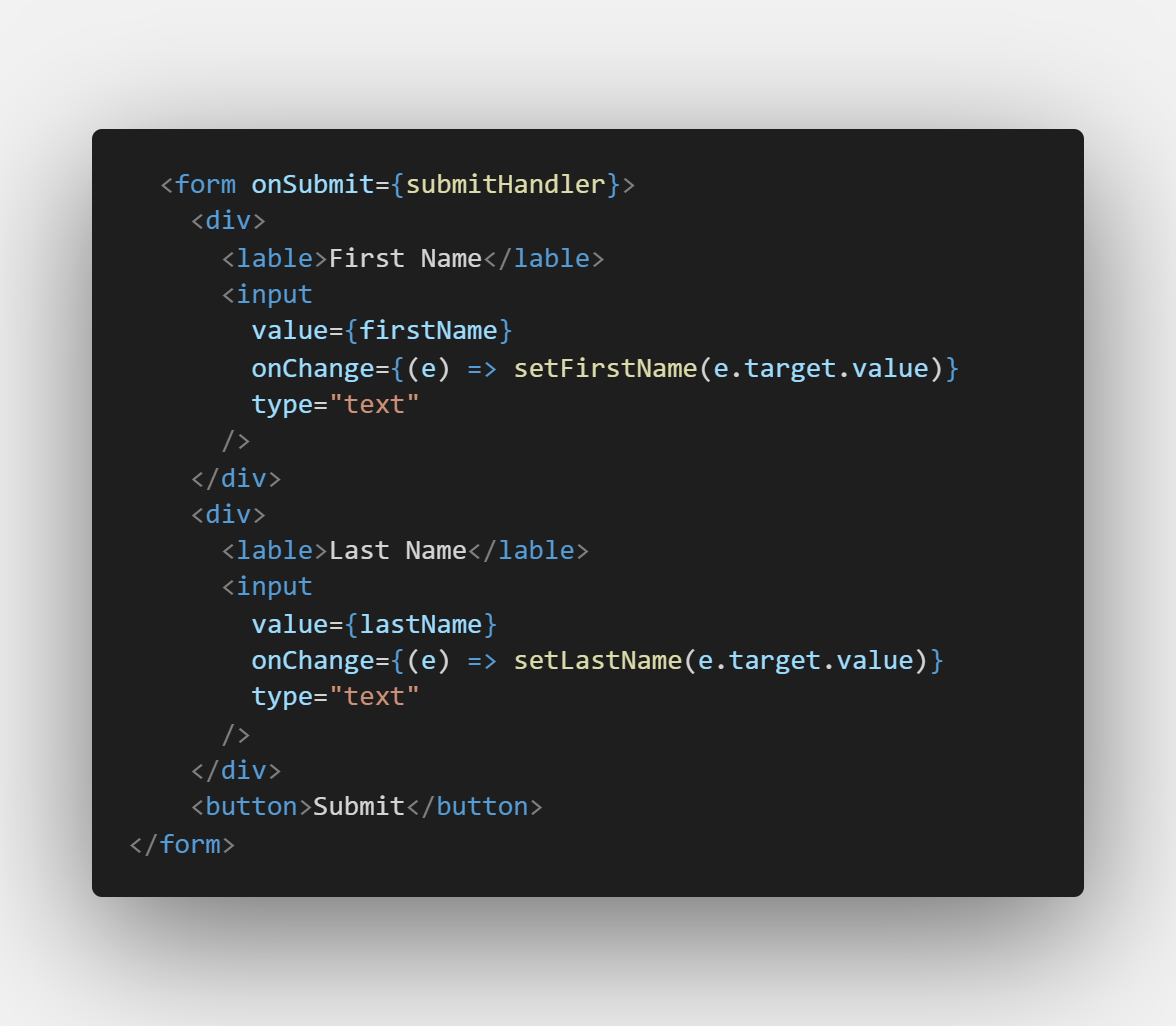 <form onSubmit={submitHandler}>
<div>
<lable>First Name</lable>
<input
value={firstName}
onChange={(e) => setFirstName(e.target.value)}
type="text"
/>
</div>
<div>
<lable>Last Name</lable>
<input
value={lastName}
onChange={(e) => setLastName(e.target.value)}
type="text"
/>
</div>
<button>Submit</button>
</form>